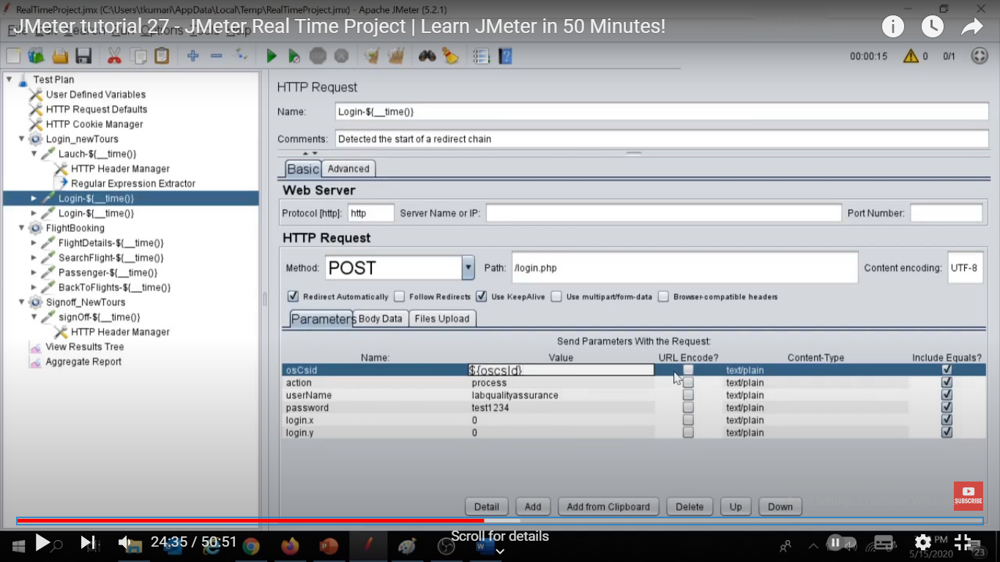 RealTimeProject.jmx (C:\Users\tkumari\AppData\Local\Temp\RealTimeProject.jmx) - Apache JMeter (5.2.1)
JMeter tutorial 27 - JMeter Real Time Project | Learn JMeter in 50 Minutes!
00:00:15
0
0/1
Test Plan
User Defined Variables
HTTP Request Defaults
HTTP Cookie Manager
Login_newTours
Lauch-${__time()}
HTTP Header Manager
Regular Expression Extractor
Login-${__time()}
Login-${__time()}
FlightBooking
FlightDetails-${__time()}
SearchFlight-${__time()}
Passenger-${__time()}
BackToFlights-${__time()}
Signoff_NewTours
signOff-${__time()}
HTTP Header Manager
View Results Tree
Aggregate Report
HTTP Request
Name: Login-${__time()}
Comments: Detected the start of a redirect chain
Basic Advanced
Web Server
Protocol [http]: http Server Name or IP: Port Number:
HTTP Request
Method: POST Path: /login.php Content encoding: UTF-8
Redirect Automatically Follow Redirects Use KeepAlive Use multipart/form-data Browser-compatible headers
Parameters Body Data Files Upload
Send Parameters With the Request:
Name: Value URL Encode? Content-Type Include Equals?
osCsid ${oscsId} text/plain
action process text/plain
userName labqualityassurance text/plain
password test1234 text/plain
login.x 0 text/plain
login.y 0 text/plain
Detail Add Add from Clipboard Delete Up Down
SUBSCRIBE
24:35 / 50:51
Scroll for details
PM
5/15/2020
23